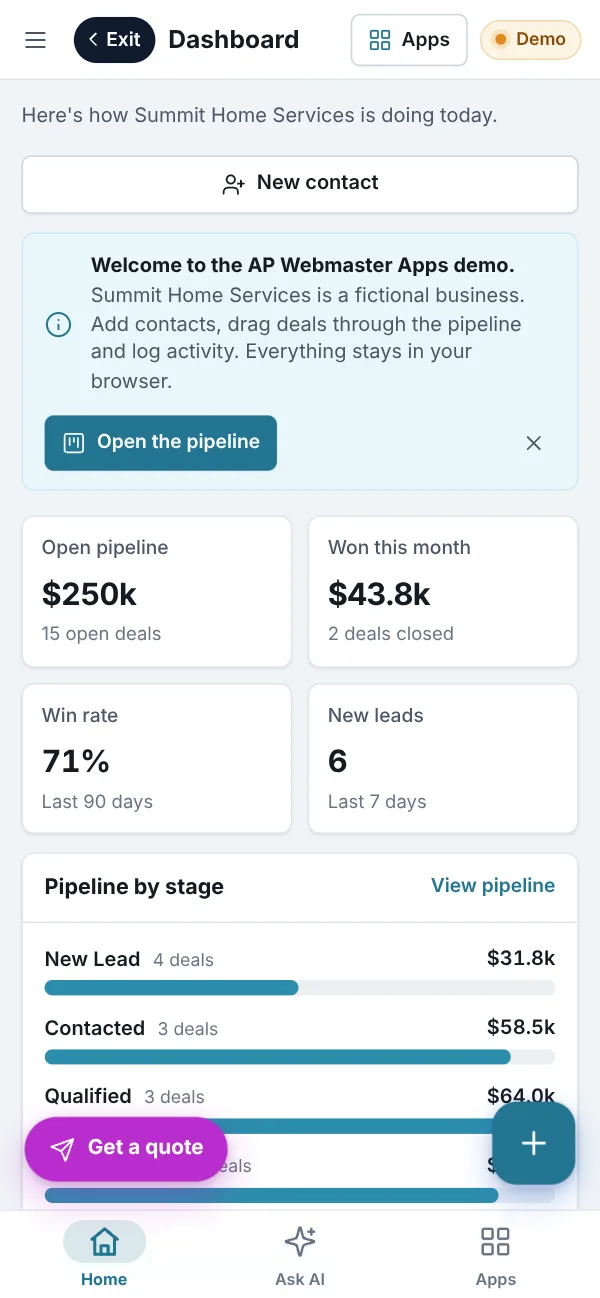 Exit
Dashboard
Apps
Demo
Here's how Summit Home Services is doing today.
New contact
Welcome to the AP Webmaster Apps demo.
Summit Home Services is a fictional business.
Add contacts, drag deals through the pipeline
and log activity. Everything stays in your
browser.
Open the pipeline
Open pipeline
$250k
15 open deals
Won this month
$43.8k
2 deals closed
Win rate
71%
Last 90 days
New leads
6
Last 7 days
Pipeline by stage
View pipeline
New Lead 4 deals $31.8k
Contacted 3 deals $58.5k
Qualified 3 deals $64.0k
Get a quote
Home
Ask AI
Apps